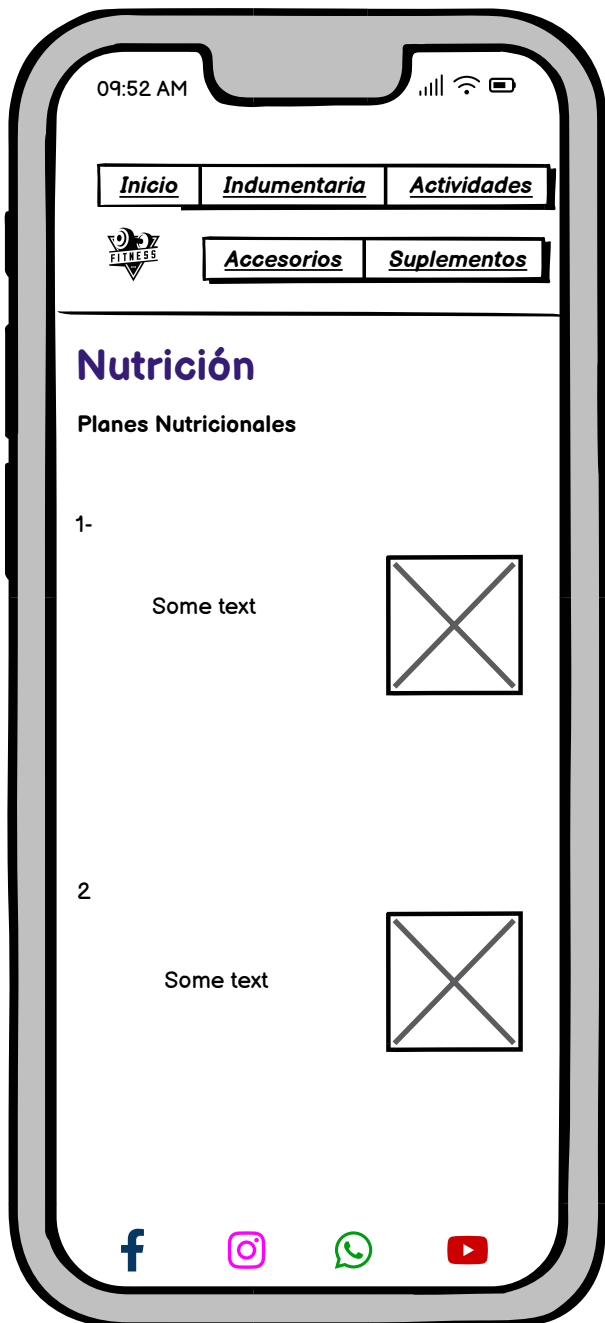 09:52 AM
Inicio Indumentaria Actividades
FITNESS
Accesorios Suplementos
Nutrición
Planes Nutricionales
1-
Some text
2
Some text